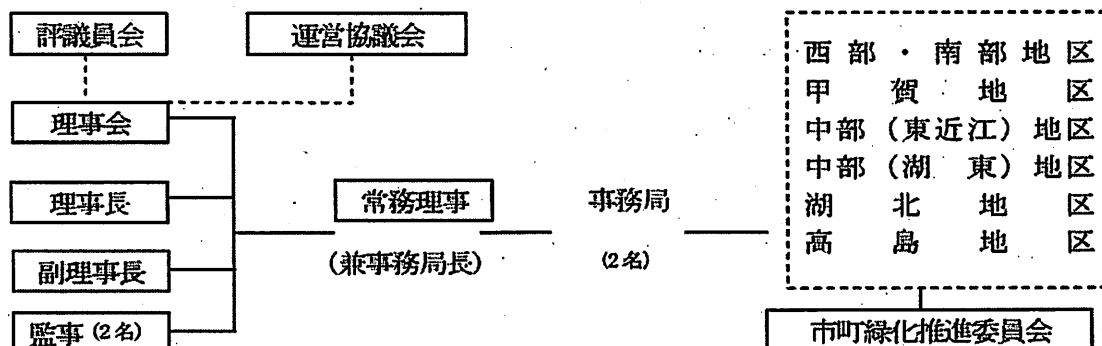 評議員会
運営協議会
理事会
理事長
副理事長
監事 (2名)
常務理事
(兼事務局長)
事務局
(2名)
西部・南部地区
甲賀地区
中部(東近江)地区
中部(湖東)地区
湖北地区
高島地区
市町緑化推進委員会